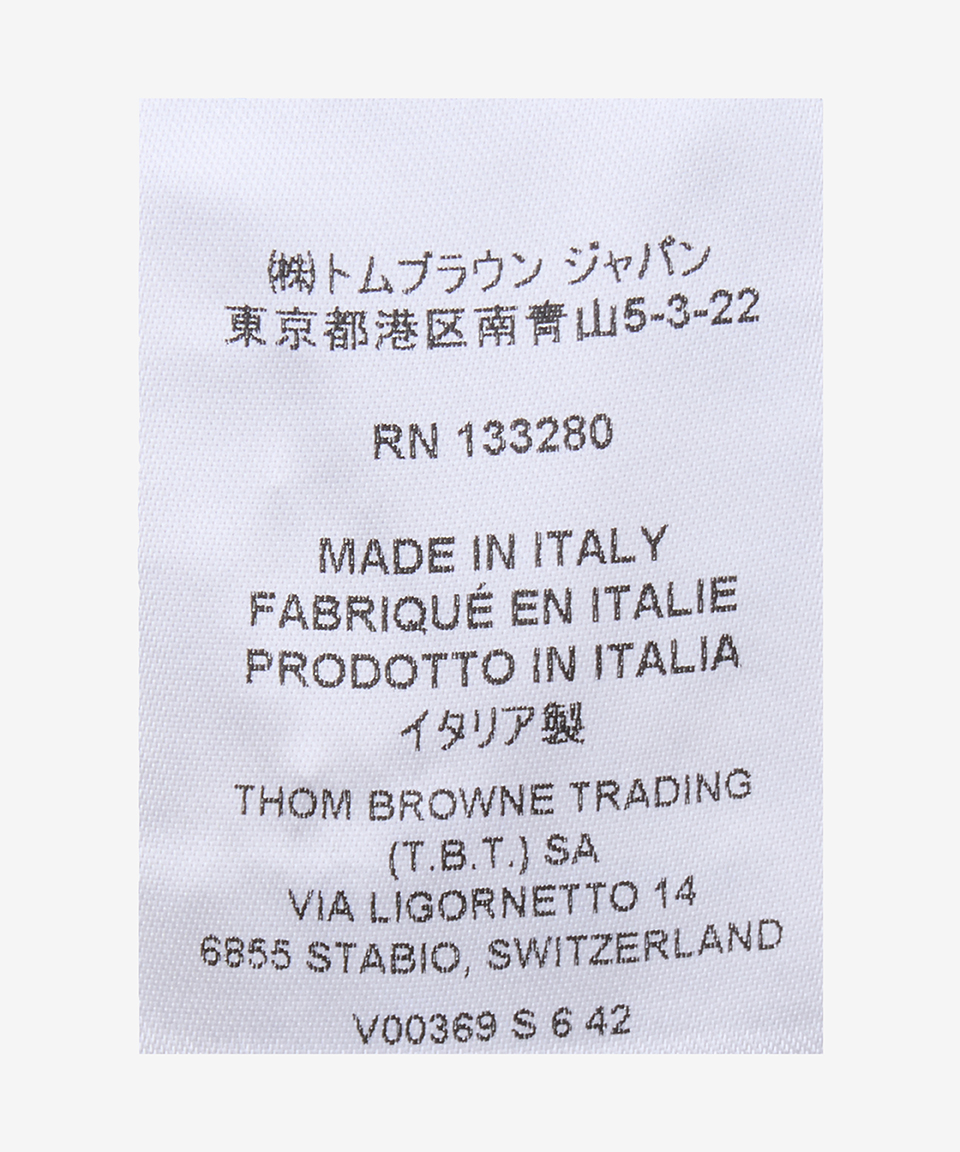 ㈱トムブラウン ジャパン
東京都港区南青山5-3-22
RN 133280
MADE IN ITALY
FABRIQUÉ EN ITALIE
PRODOTTO IN ITALIA
イタリア製
THOM BROWNE TRADING
(T.B.T.) SA
VIA LIGORNETTO 14
6855 STABIO, SWITZERLAND
V00369 S 6 42